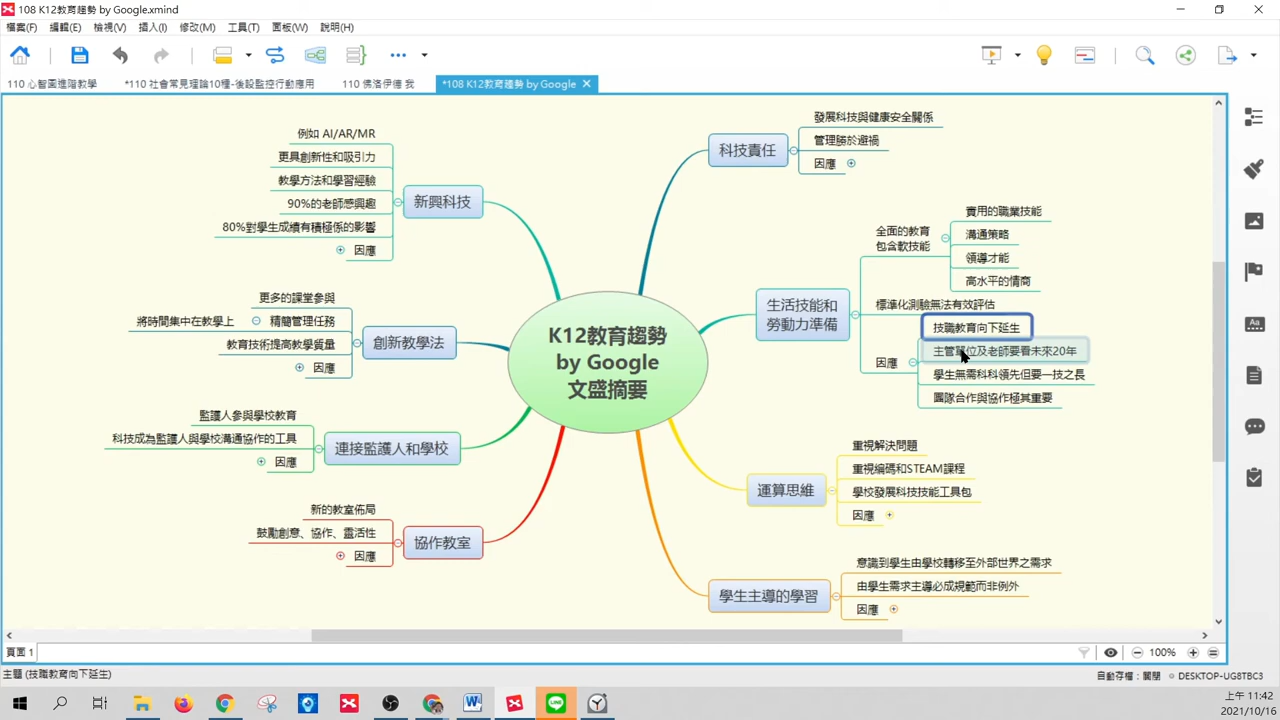 108 K12教育趨勢 by Google.xmind
檔案(F) 編輯(E) 檢視(V) 插入(I) 修改(M) 工具(T) 面板(W) 說明(H)
110 心智圖進階教學
*110 社會常見理論10種-後設監控行動應用
110 佛洛伊德 我
*108 K12教育趨勢 by Google
K12教育趨勢
by Google
文盛摘要
科技責任
發展科技與健康安全關係
管理勝於避禍
因應
生活技能和
勞動力準備
全面的教育
包含軟技能
實用的職業技能
溝通策略
領導才能
高水平的情商
標準化測驗無法有效評估
因應
技職教育向下延生
主管單位及老師要看未來20年
學生無需科科領先但要一技之長
團隊合作與協作極其重要
運算思維
重視解決問題
重視編碼和STEAM課程
學校發展科技技能工具包
因應
學生主導的學習
意識到學生由學校轉移至外部世界之需求
由學生需求主導必成規範而非例外
因應
新興科技
例如 AI/AR/MR
更具創新性和吸引力
教學方法和學習經驗
90%的老師感興趣
80%對學生成績有積極係的影響
因應
創新教學法
更多的課堂參與
精簡管理任務
將時間集中在教學上
教育技術提高教學質量
因應
連接監護人和學校
監護人參與學校教育
科技成為監護人與學校溝通協作的工具
因應
協作教室
新的教室佈局
鼓勵創意、協作、靈活性
因應
頁面 1
100%
主題 (技職教育向下延生)
自動存檔：關閉
DESKTOP-UG8TBC3
上午 11:42
2021/10/16